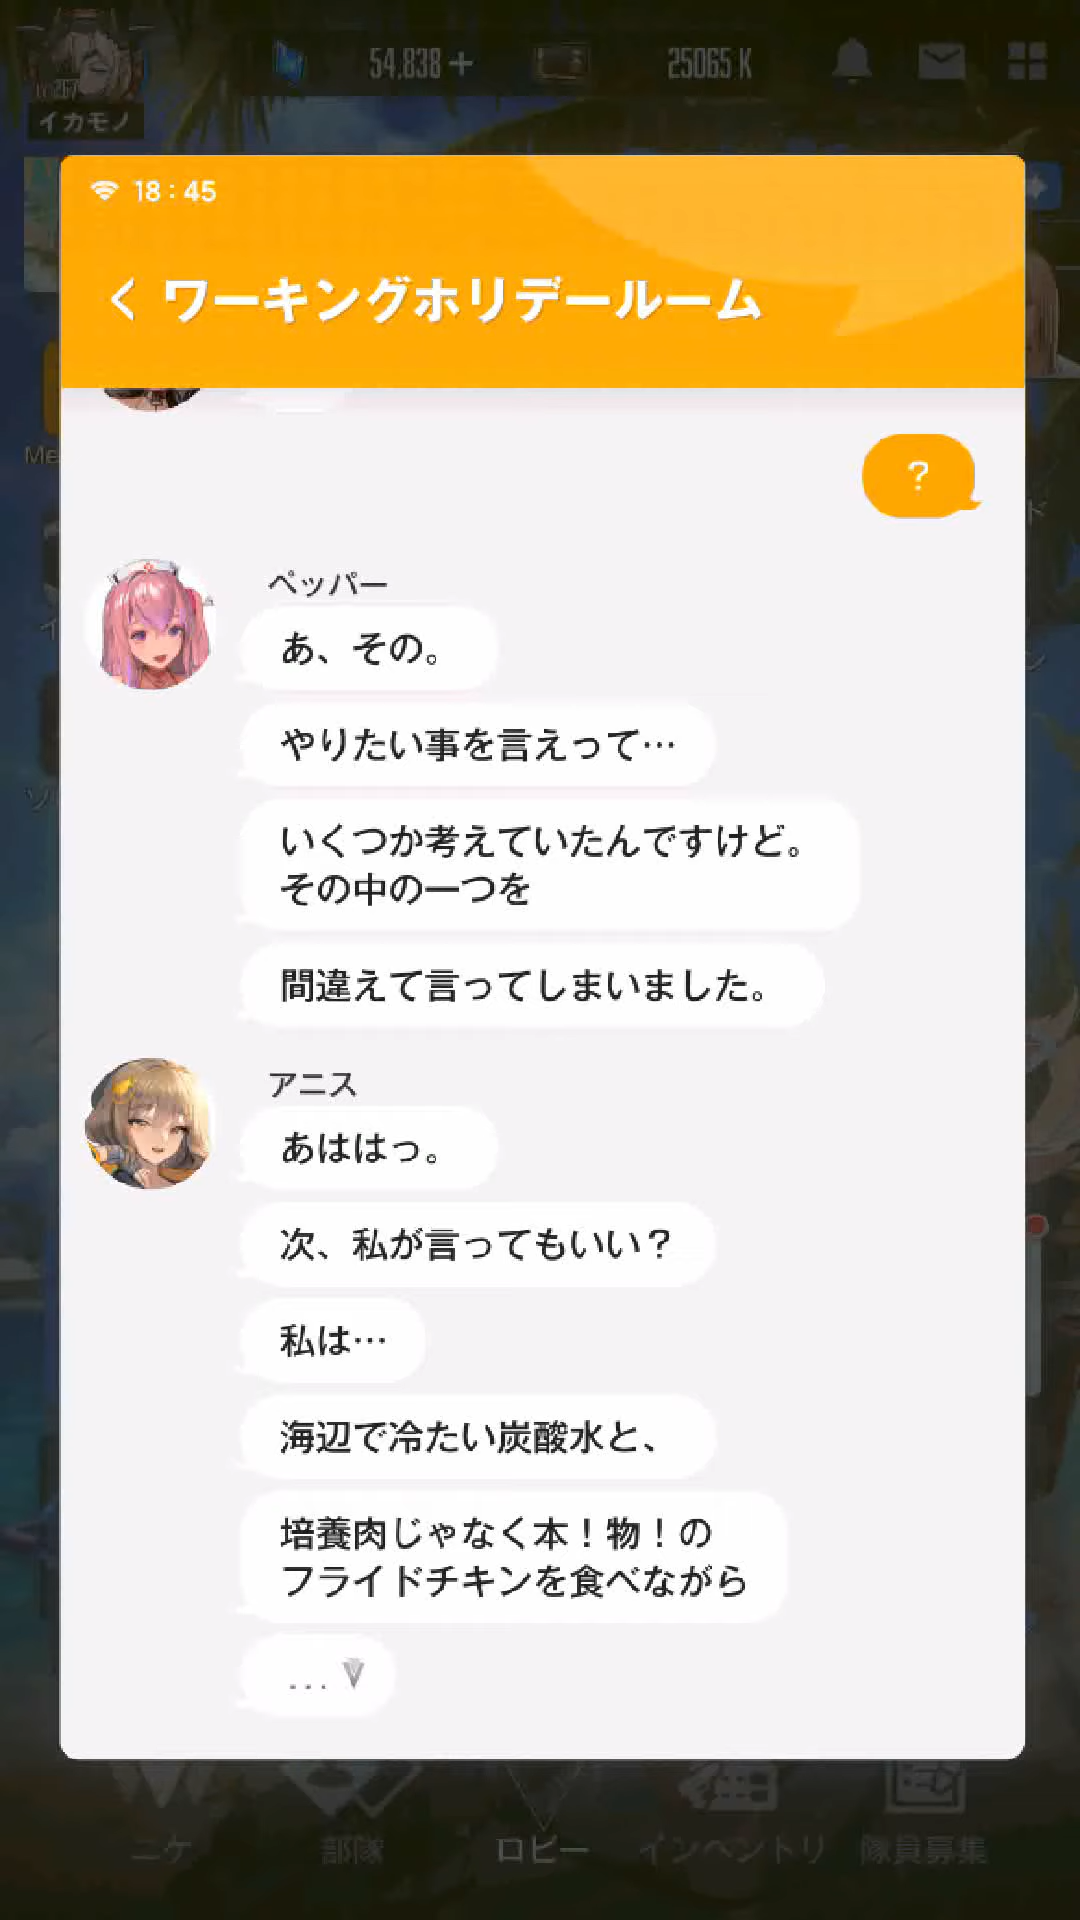 54,838
25065 K
LV.267
イカモノ
18:45
ワーキングホリデールーム
?
ペッパー
あ、その。
やりたい事を言えって…
いくつか考えていたんですけど。
その中の一つを
間違えて言ってしまいました。
アニス
あははっ。
次、私が言ってもいい？
私は…
海辺で冷たい炭酸水と、
培養肉じゃなく本！物！の
フライドチキンを食べながら
...
ニケ
部隊
ロビー
インベントリ
隊員募集